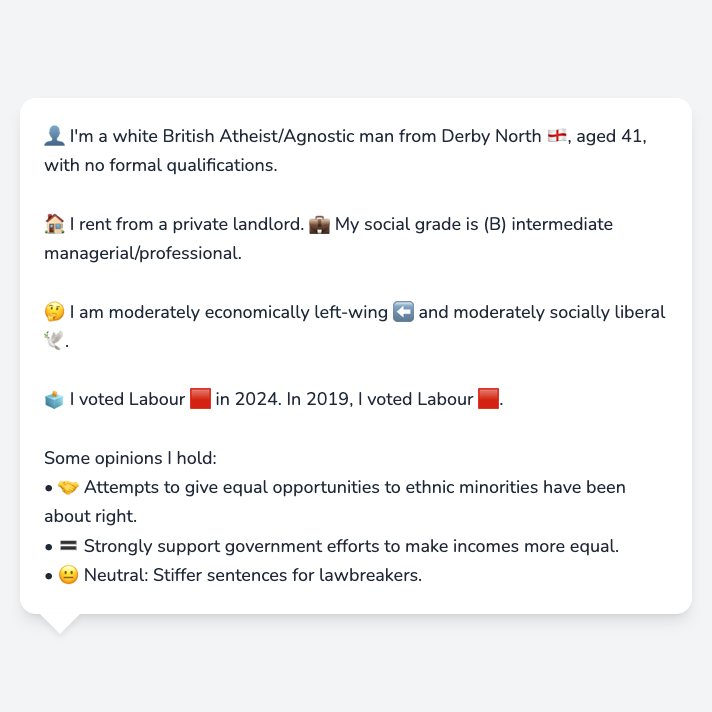 👤 I'm a white British Atheist/Agnostic man from Derby North 🏴󠁧󠁢󠁥󠁮󠁧󠁿, aged 41,
with no formal qualifications.
🏠 I rent from a private landlord. 💼 My social grade is (B) intermediate
managerial/professional.
🤔 I am moderately economically left-wing ⬅️ and moderately socially liberal
🕊️.
🗳️ I voted Labour 🟥 in 2024. In 2019, I voted Labour 🟥.
Some opinions I hold:
• 🤝 Attempts to give equal opportunities to ethnic minorities have been
about right.
• 🟰 Strongly support government efforts to make incomes more equal.
• 😐 Neutral: Stiffer sentences for lawbreakers.